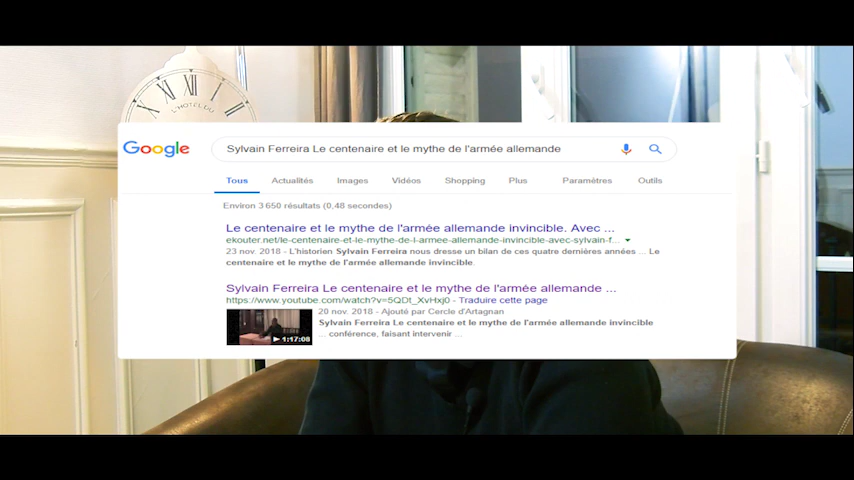 XI
XII
I
L'HOTEL DU
Google
Sylvain Ferreira Le centenaire et le mythe de l'armée allemande
Tous Actualités Images Vidéos Shopping Plus Paramètres Outils
Environ 3 650 résultats (0,48 secondes)
Le centenaire et le mythe de l'armée allemande invincible. Avec ...
ekouter.net/le-centenaire-et-le-mythe-de-l-armee-allemande-invincible-avec-sylvain-f...
23 nov. 2018 - L'historien Sylvain Ferreira nous dresse un bilan de ces quatre dernières années ... Le
centenaire et le mythe de l'armée allemande invincible.
Sylvain Ferreira Le centenaire et le mythe de l'armée allemande ...
https://www.youtube.com/watch?v=5QDt_XvHxj0 - Traduire cette page
20 nov. 2018 - Ajouté par Cercle d'Artagnan
Sylvain Ferreira Le centenaire et le mythe de l'armée allemande invincible
... conférence, faisant intervenir ...
1:17:08